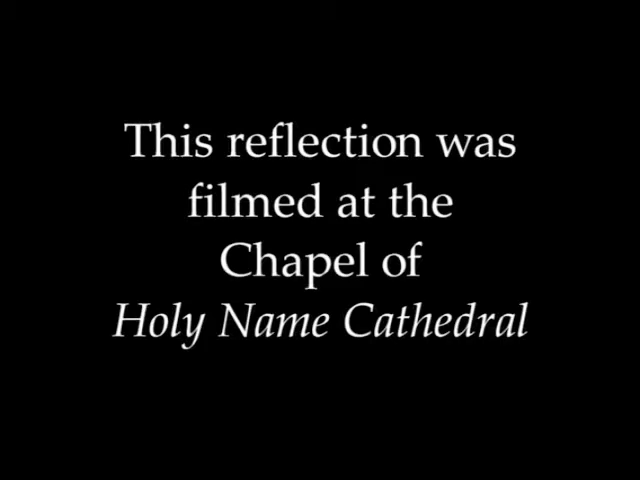 This reflection was
filmed at the
Chapel of
Holy Name Cathedral